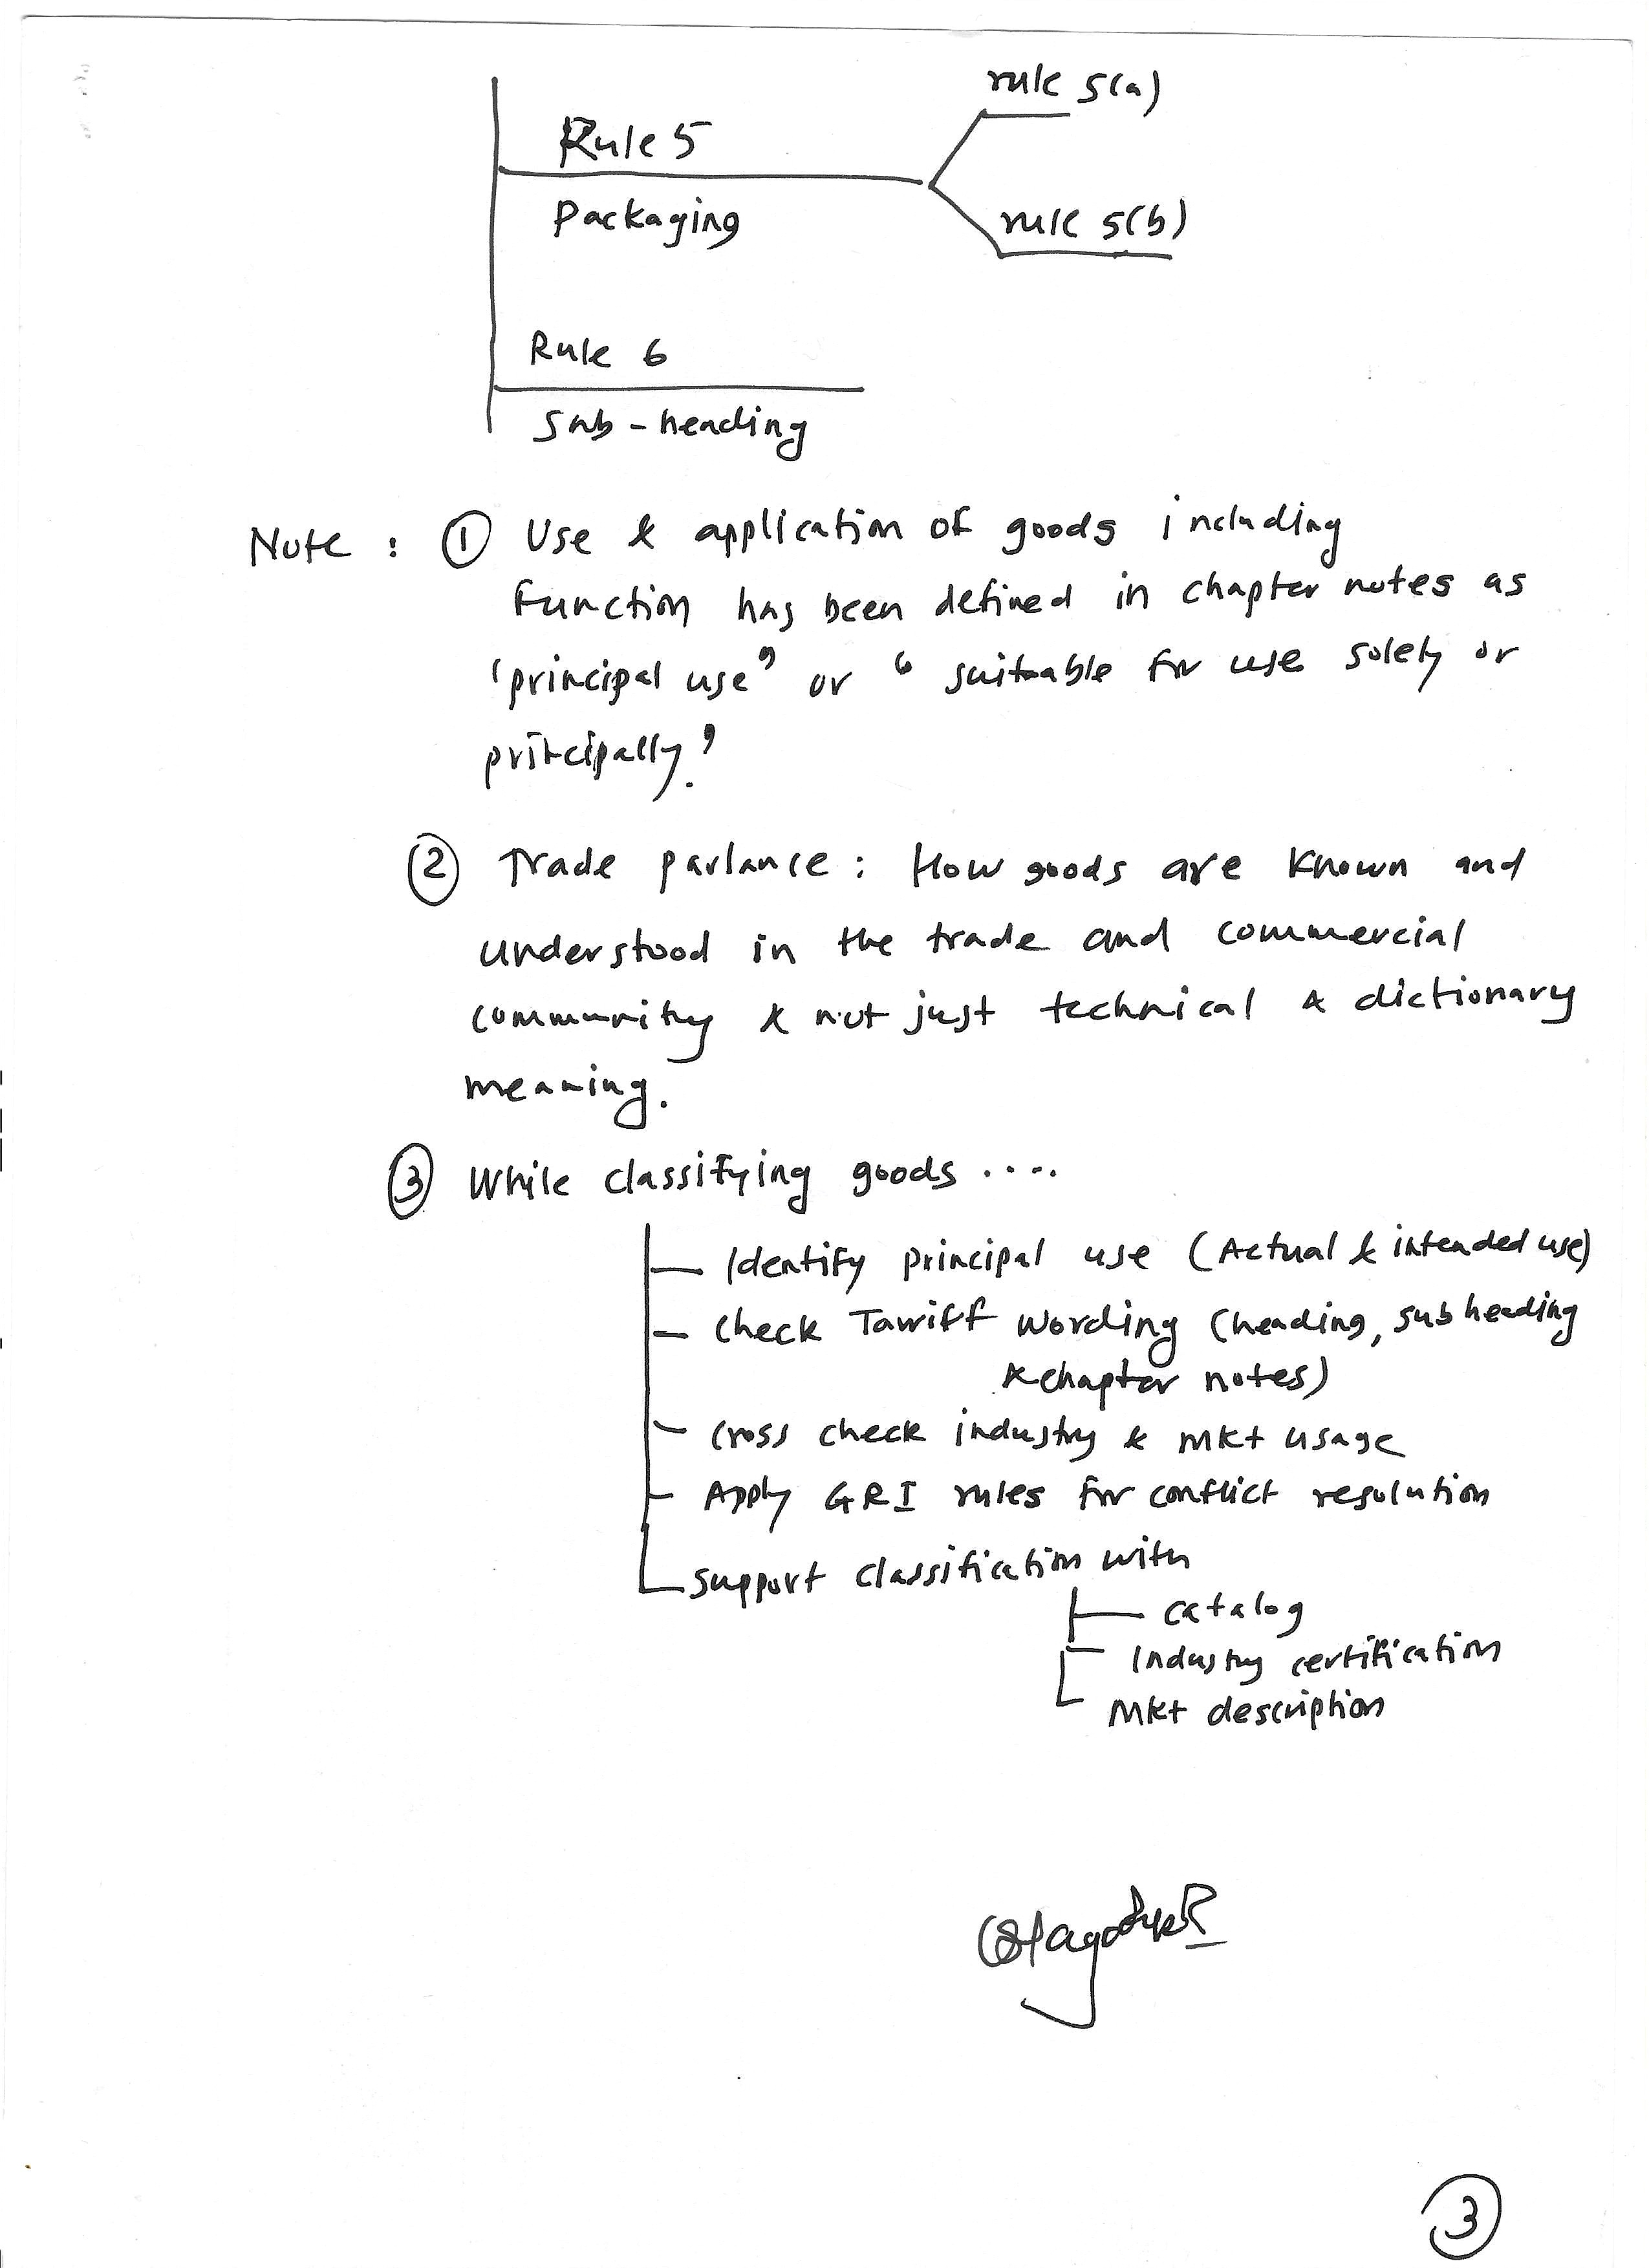 rule 5(a)
Rule 5
Packaging
rule 5(b)
Rule 6
Sub-heading
Note : ① Use & application of goods including
function has been defined in chapter notes as
'principal use' or ' suitable for use solely or
principally.'
② Trade parlance : How goods are known and
understood in the trade and commercial
community & not just technical & dictionary
meaning.
③ While classifying goods ....
Identify principal use (Actual & intended use)
Check Tarriff Wording (heading, sub heading
& chapter notes)
Cross check industry & Mkt usage
Apply GRI rules for conflict resolution
Support classification with
Catalog
Industry certification
Mkt description
3